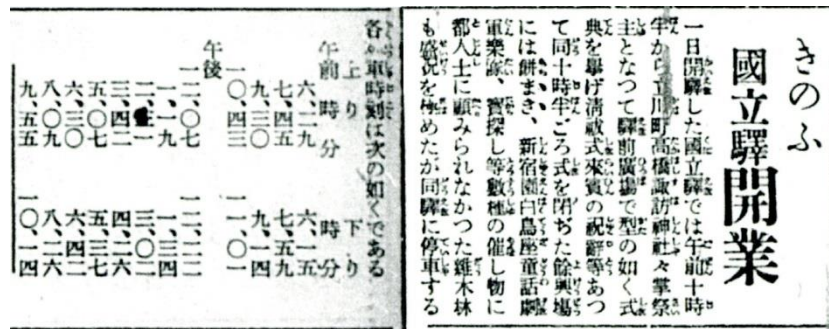 きのふ
國立驛開業
一日開驛した國立驛では午前十時
半から立川町高橋諏訪神社々掌祭
主となつて驛前廣場で型の如く式
典を擧げ淸祓式來賓の祝辭等あつ
て同十時半ごろ式を閉ぢた餘興場
には餠まき、新宿園白鳥座童話劇
軍樂隊、寶探し等數種の催し物に
都人士に顧みられなかつた雜木林
も盛況を極めたが同驛に停車する
各車時刻は次の如くである
上り 下り
午前 時分 時分
六、二九 六、一五
七、四五 七、五九
九、三〇 九、一四
一〇、四三 一一、〇一
午後
一二、〇七 一二、二二
一、一九 一、三四
二、一 三、〇二
三、四二 四、二六
五、〇七 五、三七
六、三〇 六、四二
八、〇九 八、二六
九、五五 一〇、一四